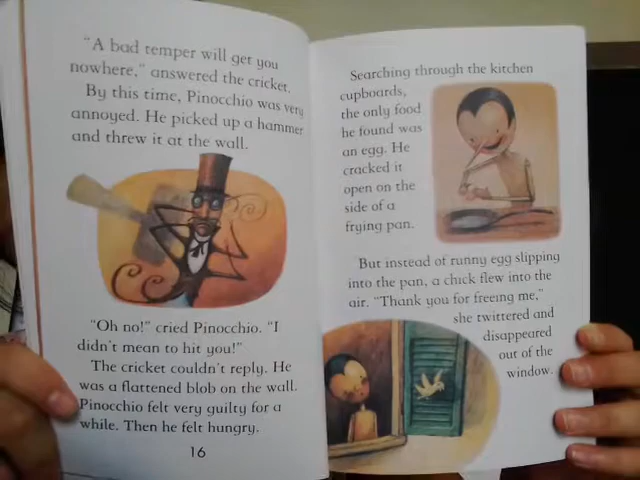 "A bad temper will get you
nowhere," answered the cricket.
By this time, Pinocchio was very
annoyed. He picked up a hammer
and threw it at the wall.
"Oh no!" cried Pinocchio. "I
didn't mean to hit you!"
The cricket couldn't reply. He
was a flattened blob on the wall.
Pinocchio felt very guilty for a
while. Then he felt hungry.
16
Searching through the kitchen
cupboards,
the only food
he found was
an egg. He
cracked it
open on the
side of a
frying pan.
But instead of runny egg slipping
into the pan, a chick flew into the
air. "Thank you for freeing me,"
she twittered and
disappeared
out of the
window.